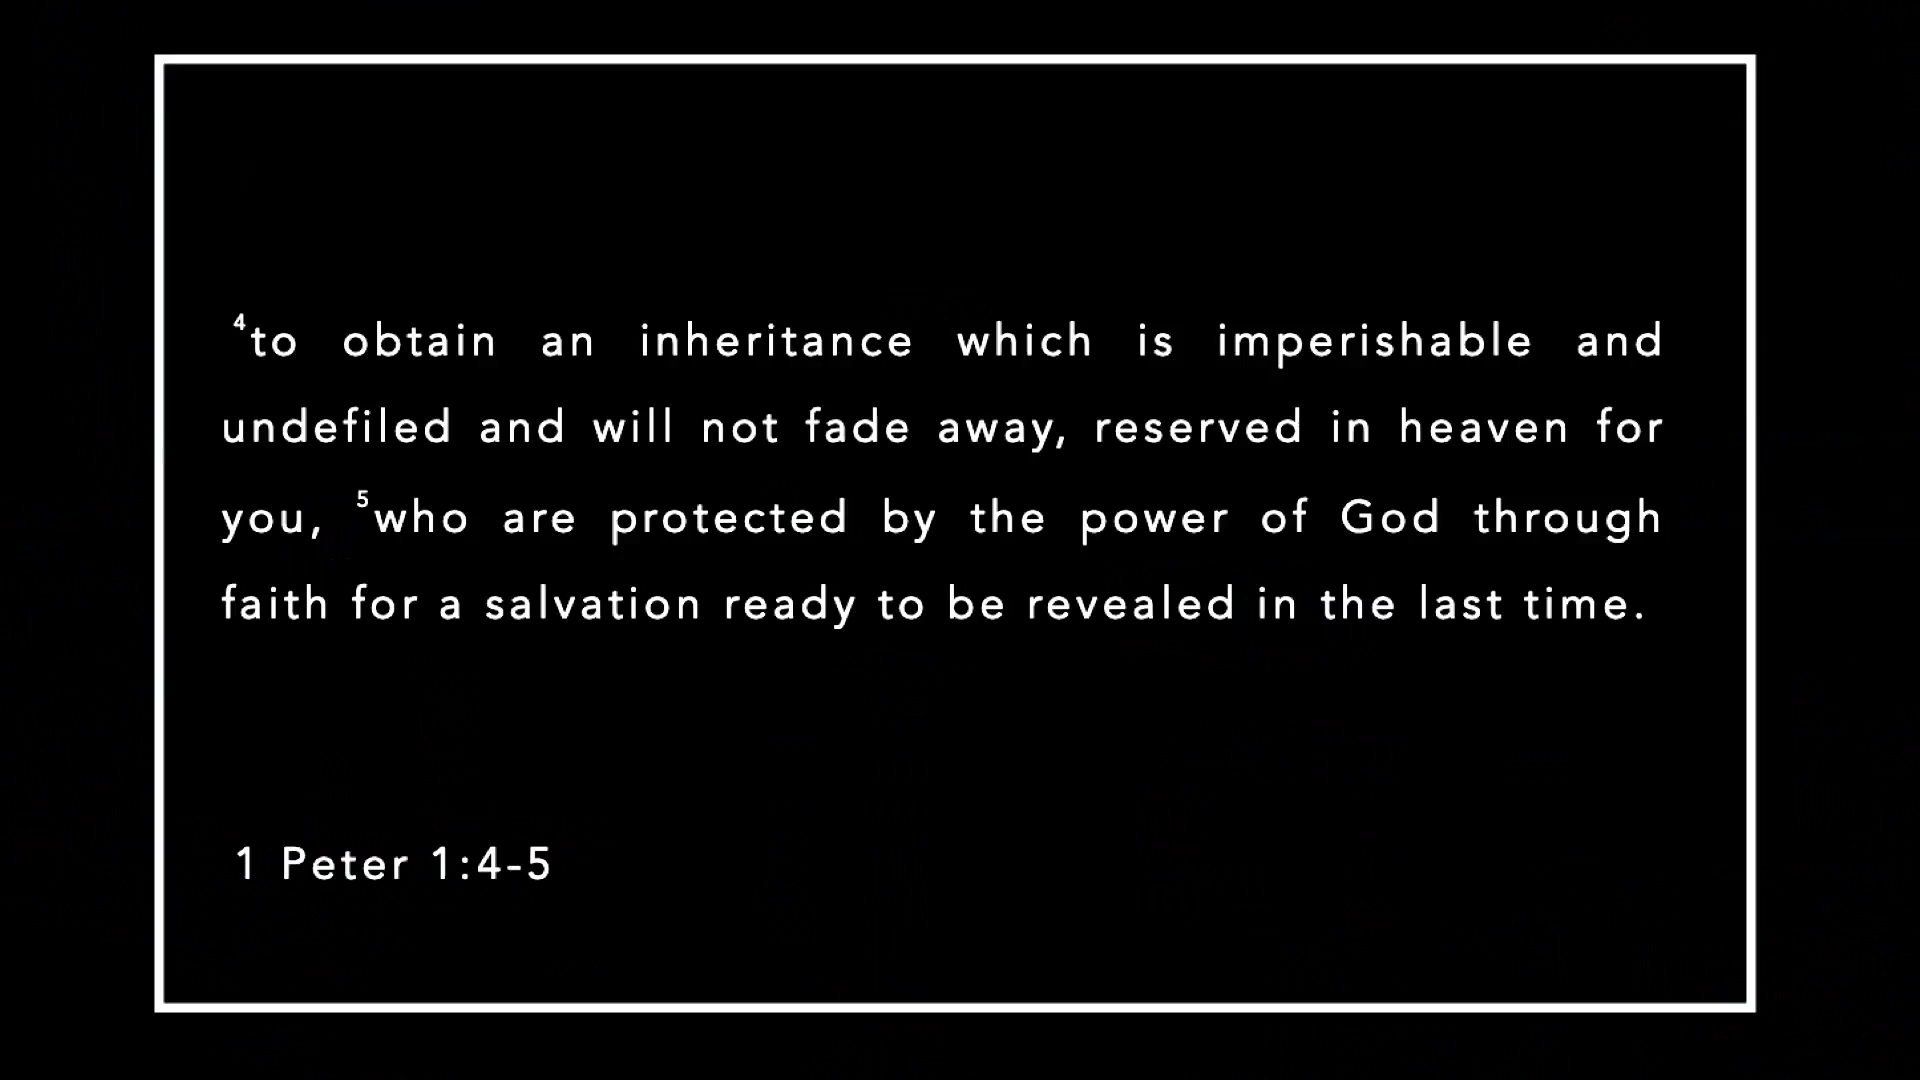 ⁴to obtain an inheritance which is imperishable and
undefiled and will not fade away, reserved in heaven for
you, ⁵who are protected by the power of God through
faith for a salvation ready to be revealed in the last time.
1 Peter 1:4-5